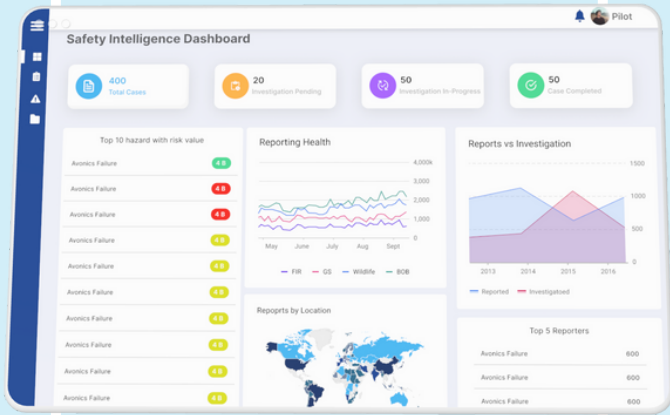 Pilot
Safety Intelligence Dashboard
400
Total Cases
20
Investigation Pending
50
Investigation In-Progress
50
Case Completed
Top 10 hazard with risk value
Avonics Failure 4 B
Avonics Failure 4 B
Avonics Failure 4 B
Avonics Failure 4 B
Avonics Failure 4 B
Avonics Failure 4 B
Avonics Failure 4 B
Avonics Failure 4 B
Avonics Failure 4 B
Avonics Failure 4 B
Reporting Health
4,000k
3,000
2,000
1,000
0
May June July Aug Sept
FIR GS Wildlife BOB
Reports vs Investigation
1500
1000
500
0
2013 2014 2015 2016
Reported Investigatoed
Repoprts by Location
Top 5 Reporters
Avonics Failure 600
Avonics Failure 600
Avonics Failure 600